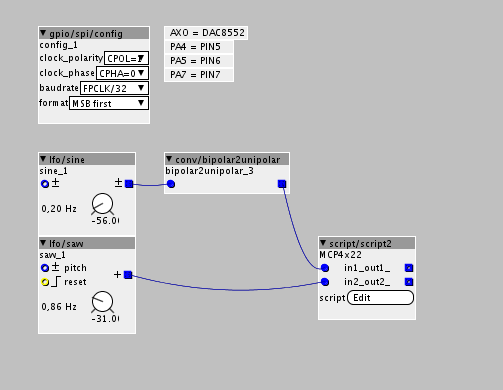 gpio/spi/config
config_1
clock_polarity CPOL=
clock_phase CPHA=0
baudrate FPCLK/32
format MSB first
AXO = DAC8552
PA4 = PIN5
PA5 = PIN6
PA7 = PIN7
lfo/sine
sine_1
± ±
0,20 Hz
-56.0
conv/bipolar2unipolar
bipolar2unipolar_3
lfo/saw
saw_1
± pitch +
reset
0,86 Hz
-31.0
script/script2
MCP4x22
in1_out1_
in2_out2_
script Edit